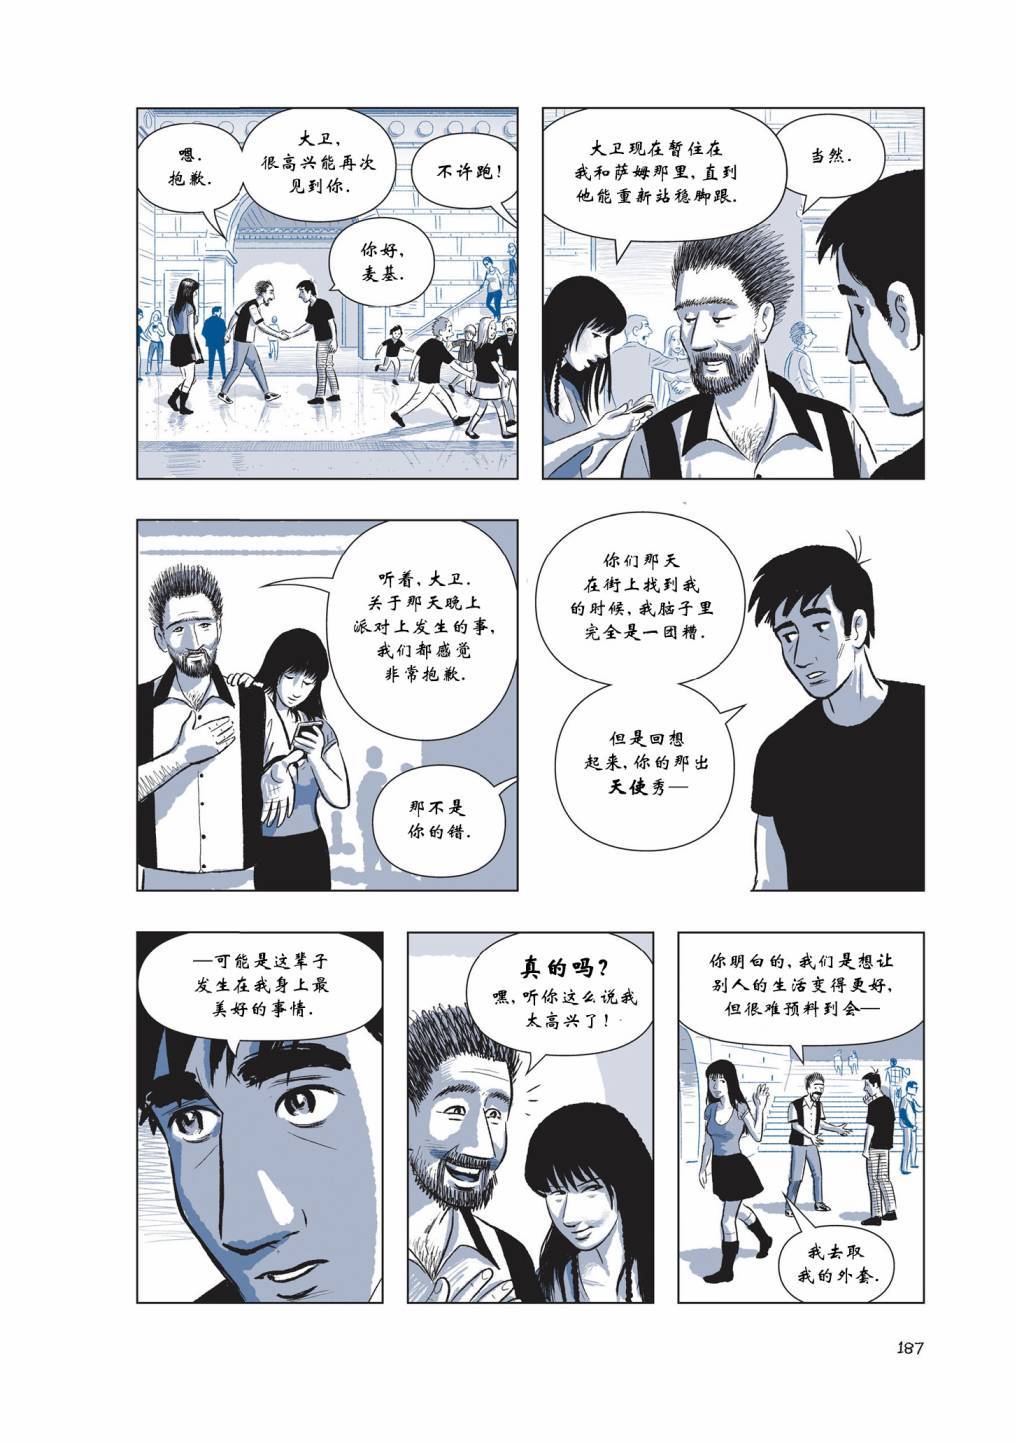 嗯.
抱歉.
大卫,
很高兴能再次
见到你.
不许跑!
你好,
麦基.
大卫现在暂住在
我和萨姆那里,直到
他能重新站稳脚跟.
当然.
听着,大卫.
关于那天晚上
派对上发生的事,
我们都感觉
非常抱歉.
那不是
你的错.
你们那天
在街上找到我
的时候,我脑子里
完全是一团糟.
但是回想
起来,你的那出
天使秀—
—可能是这辈子
发生在我身上最
美好的事情.
真的吗?
嘿,听你这么说我
太高兴了!
你明白的,我们是想让
别人的生活变得更好,
但很难预料到会—
我去取
我的外套.
187